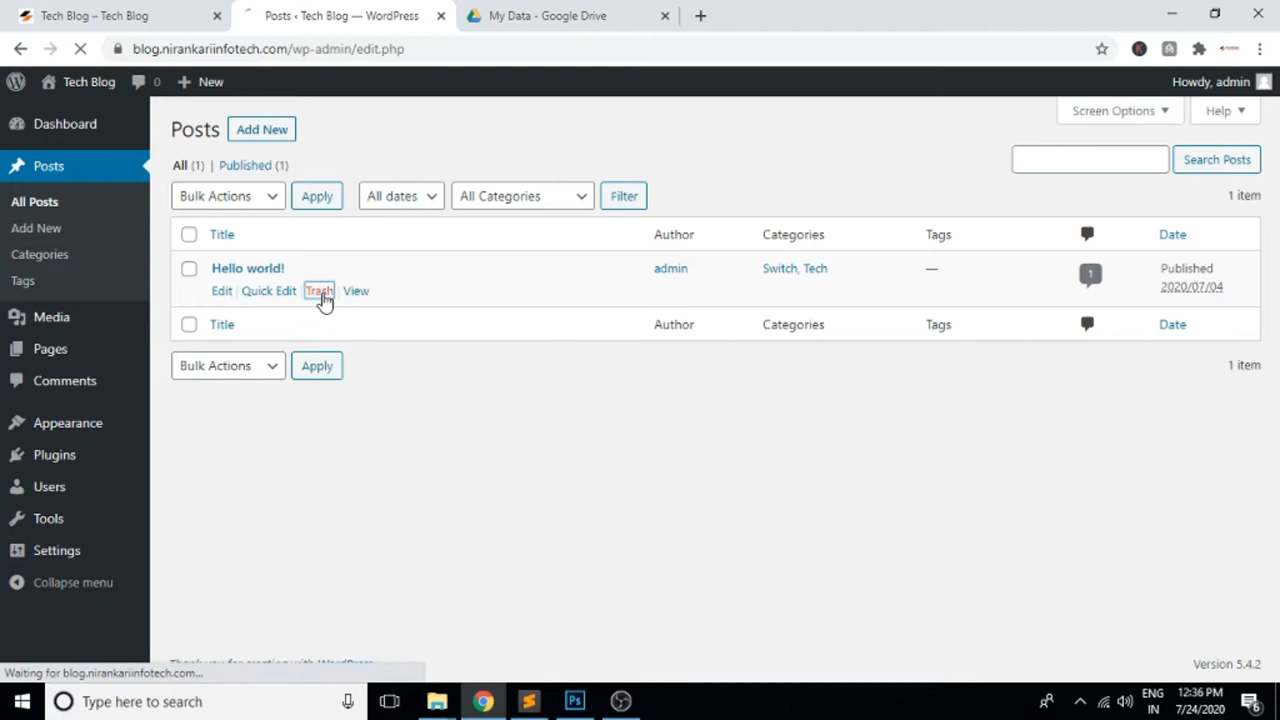 Tech Blog – Tech Blog
Posts ‹ Tech Blog — WordPress
My Data - Google Drive
blog.nirankariinfotech.com/wp-admin/edit.php
Tech Blog
0
New
Howdy, admin
Dashboard
Posts
All Posts
Add New
Categories
Tags
Media
Pages
Comments
Appearance
Plugins
Users
Tools
Settings
Collapse menu
Screen Options
Help
Posts
Add New
All (1) | Published (1)
Search Posts
Bulk Actions
Apply
All dates
All Categories
Filter
1 item
Title
Author
Categories
Tags
Date
Hello world!
admin
Switch, Tech
—
1
Published
2020/07/04
Edit | Quick Edit | Trash | View
Title
Author
Categories
Tags
Date
Bulk Actions
Apply
1 item
Thank you for creating with WordPress
Version 5.4.2
Waiting for blog.nirankariinfotech.com...
Type here to search
Ps
ENG
IN
12:36 PM
7/24/2020
6